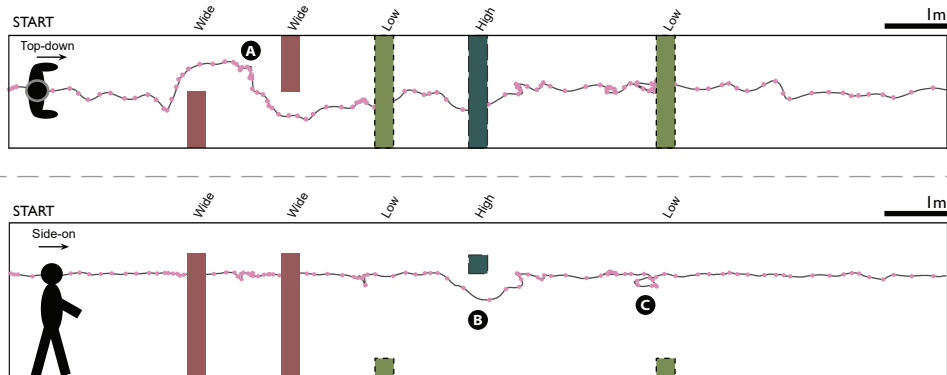 START
Wide
Wide
Low
High
Low
1m
Top-down
A
START
Wide
Wide
Low
High
Low
1m
Side-on
B
C